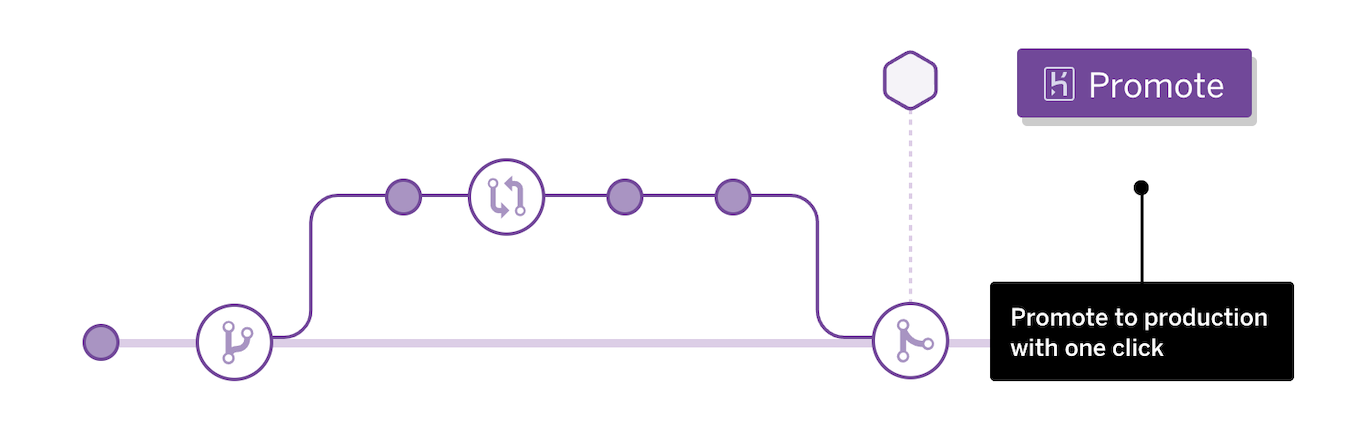 Promote
Promote to production
with one click